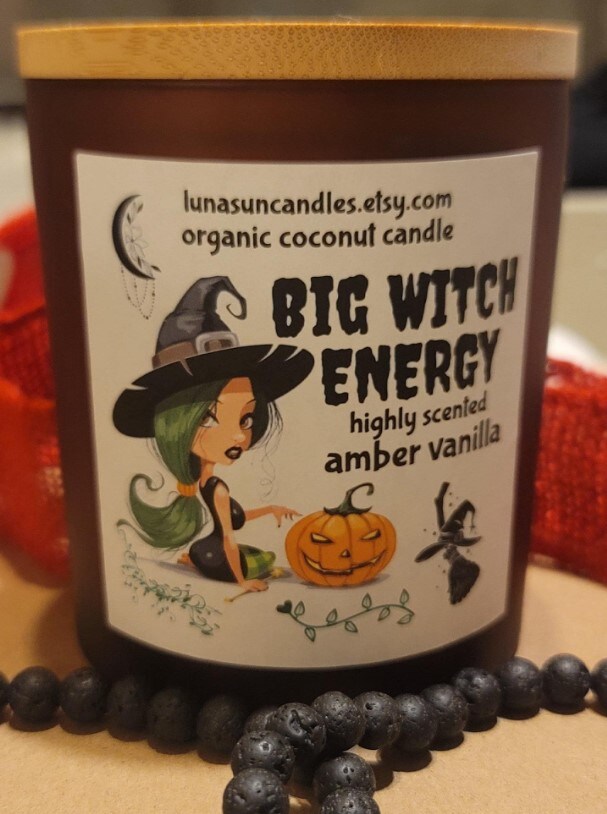 lunasuncandles.etsy.com
organic coconut candle
BIG WITCH
ENERGY
highly scented
amber vanilla